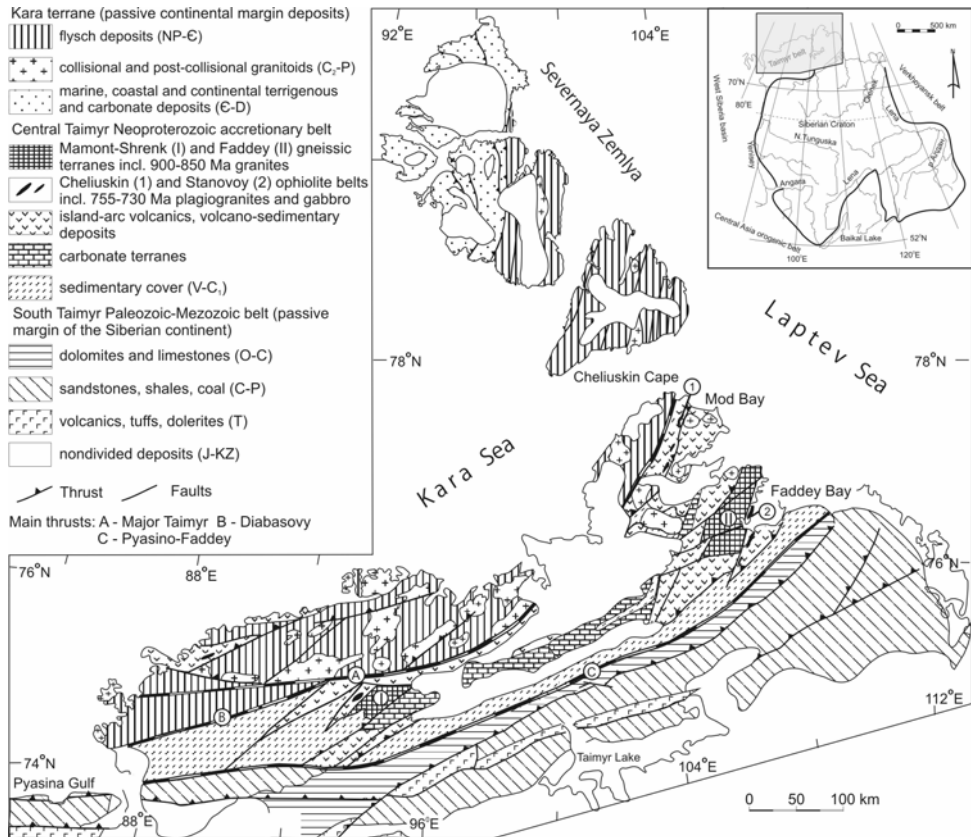 Kara terrane (passive continental margin deposits)
flysch deposits (NP-Є)
collisional and post-collisional granitoids (C₂-P)
marine, coastal and continental terrigenous
and carbonate deposits (Є-D)
Central Taimyr Neoproterozoic accretionary belt
Mamont-Shrenk (I) and Faddey (II) gneissic
terranes incl. 900-850 Ma granites
Cheliuskin (1) and Stanovoy (2) ophiolite belts
incl. 755-730 Ma plagiogranites and gabbro
island-arc volcanics, volcano-sedimentary
deposits
carbonate terranes
sedimentary cover (V-C₁)
South Taimyr Paleozoic-Mezozoic belt (passive
margin of the Siberian continent)
dolomites and limestones (O-C)
sandstones, shales, coal (C-P)
volcanics, tuffs, dolerites (T)
nondivided deposits (J-KZ)
Thrust
Faults
Main thrusts: A - Major Taimyr B - Diabasovy
C - Pyasino-Faddey
92°E
104°E
Severnaya Zemlya
0 500 km
N
Taimyr belt
70°N
80°E
West Siberia basin
Verkhoyansk belt
Olenek
Lena
Siberian Craton
N.Tunguska
Yenisey
Angara
Lena
Central Asia orogenic belt
Baikal Lake
52°N
100°E
120°E
78°N
78°N
Laptev Sea
Cheliuskin Cape
1
Mod Bay
Kara Sea
Faddey Bay
II
2
76°N
88°E
76°N
A
I
C
B
112°E
74°N
Taimyr Lake
104°E
Pyasina Gulf
88°E
96°E
0 50 100 km